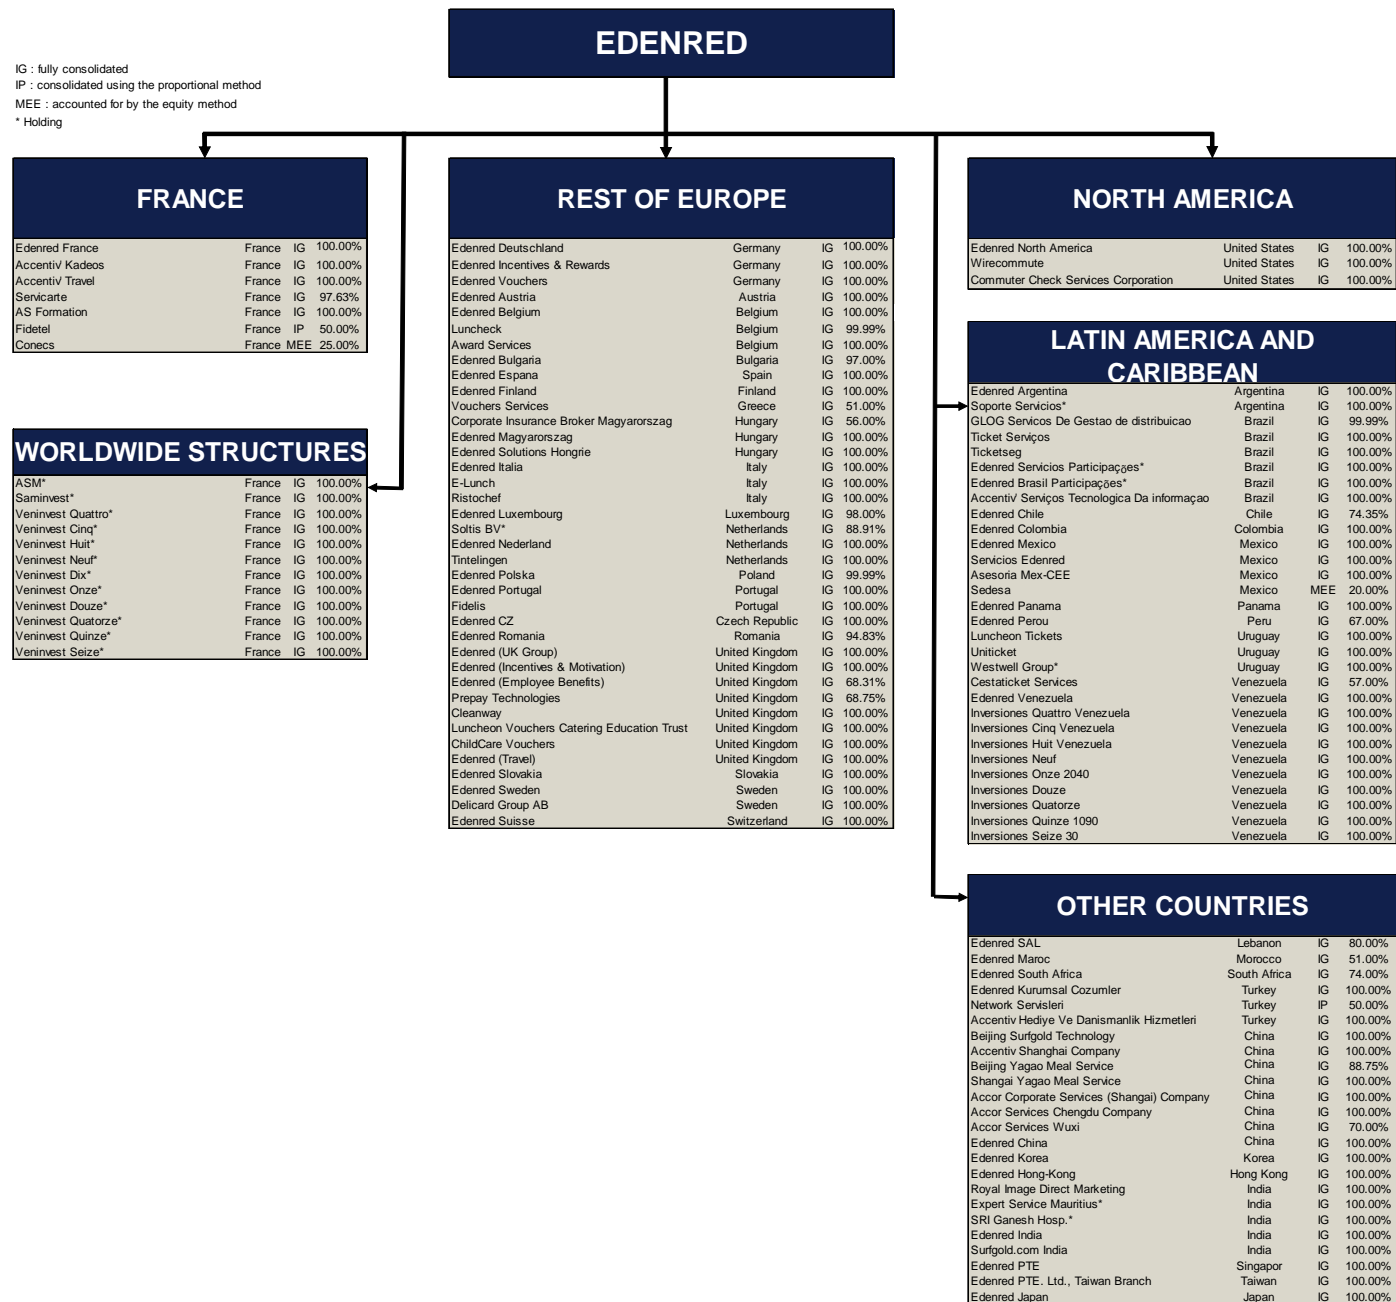 EDENRED
IG : fully consolidated
IP : consolidated using the proportional method
MEE : accounted for by the equity method
* Holding
FRANCE
Edenred France France IG 100.00%
Accentiv' Kadeos France IG 100.00%
Accentiv' Travel France IG 100.00%
Servicarte France IG 97.63%
AS Formation France IG 100.00%
Fidetel France IP 50.00%
Conecs France MEE 25.00%
WORLDWIDE STRUCTURES
ASM* France IG 100.00%
Saminvest* France IG 100.00%
Veninvest Quattro* France IG 100.00%
Veninvest Cinq* France IG 100.00%
Veninvest Huit* France IG 100.00%
Veninvest Neuf* France IG 100.00%
Veninvest Dix* France IG 100.00%
Veninvest Onze* France IG 100.00%
Veninvest Douze* France IG 100.00%
Veninvest Quatorze* France IG 100.00%
Veninvest Quinze* France IG 100.00%
Veninvest Seize* France IG 100.00%
REST OF EUROPE
Edenred Deutschland Germany IG 100.00%
Edenred Incentives & Rewards Germany IG 100.00%
Edenred Vouchers Germany IG 100.00%
Edenred Austria Austria IG 100.00%
Edenred Belgium Belgium IG 100.00%
Luncheck Belgium IG 99.99%
Award Services Belgium IG 100.00%
Edenred Bulgaria Bulgaria IG 97.00%
Edenred Espana Spain IG 100.00%
Edenred Finland Finland IG 100.00%
Vouchers Services Greece IG 51.00%
Corporate Insurance Broker Magyarorszag Hungary IG 56.00%
Edenred Magyarorszag Hungary IG 100.00%
Edenred Solutions Hongrie Hungary IG 100.00%
Edenred Italia Italy IG 100.00%
E-Lunch Italy IG 100.00%
Ristochef Italy IG 100.00%
Edenred Luxembourg Luxembourg IG 98.00%
Soltis BV* Netherlands IG 88.91%
Edenred Nederland Netherlands IG 100.00%
Tintelingen Netherlands IG 100.00%
Edenred Polska Poland IG 99.99%
Edenred Portugal Portugal IG 100.00%
Fidelis Portugal IG 100.00%
Edenred CZ Czech Republic IG 100.00%
Edenred Romania Romania IG 94.83%
Edenred (UK Group) United Kingdom IG 100.00%
Edenred (Incentives & Motivation) United Kingdom IG 100.00%
Edenred (Employee Benefits) United Kingdom IG 68.31%
Prepay Technologies United Kingdom IG 68.75%
Cleanway United Kingdom IG 100.00%
Luncheon Vouchers Catering Education Trust United Kingdom IG 100.00%
ChildCare Vouchers United Kingdom IG 100.00%
Edenred (Travel) United Kingdom IG 100.00%
Edenred Slovakia Slovakia IG 100.00%
Edenred Sweden Sweden IG 100.00%
Delicard Group AB Sweden IG 100.00%
Edenred Suisse Switzerland IG 100.00%
NORTH AMERICA
Edenred North America United States IG 100.00%
Wirecommute United States IG 100.00%
Commuter Check Services Corporation United States IG 100.00%
LATIN AMERICA AND
CARIBBEAN
Edenred Argentina Argentina IG 100.00%
Soporte Servicios* Argentina IG 100.00%
GLOG Servicos De Gestao de distribuicao Brazil IG 99.99%
Ticket Serviços Brazil IG 100.00%
Ticketseg Brazil IG 100.00%
Edenred Servicios Participações* Brazil IG 100.00%
Edenred Brasil Participações* Brazil IG 100.00%
Accentiv' Serviços Tecnologica Da informaçao Brazil IG 100.00%
Edenred Chile Chile IG 74.35%
Edenred Colombia Colombia IG 100.00%
Edenred Mexico Mexico IG 100.00%
Servicios Edenred Mexico IG 100.00%
Asesoria Mex-CEE Mexico IG 100.00%
Sedesa Mexico MEE 20.00%
Edenred Panama Panama IG 100.00%
Edenred Perou Peru IG 67.00%
Luncheon Tickets Uruguay IG 100.00%
Uniticket Uruguay IG 100.00%
Westwell Group* Uruguay IG 100.00%
Cestaticket Services Venezuela IG 57.00%
Edenred Venezuela Venezuela IG 100.00%
Inversiones Quattro Venezuela Venezuela IG 100.00%
Inversiones Cinq Venezuela Venezuela IG 100.00%
Inversiones Huit Venezuela Venezuela IG 100.00%
Inversiones Neuf Venezuela IG 100.00%
Inversiones Onze 2040 Venezuela IG 100.00%
Inversiones Douze Venezuela IG 100.00%
Inversiones Quatorze Venezuela IG 100.00%
Inversiones Quinze 1090 Venezuela IG 100.00%
Inversiones Seize 30 Venezuela IG 100.00%
OTHER COUNTRIES
Edenred SAL Lebanon IG 80.00%
Edenred Maroc Morocco IG 51.00%
Edenred South Africa South Africa IG 74.00%
Edenred Kurumsal Cozumler Turkey IG 100.00%
Network Servisleri Turkey IP 50.00%
Accentiv Hediye Ve Danismanlik Hizmetleri Turkey IG 100.00%
Beijing Surfgold Technology China IG 100.00%
Accentiv Shanghai Company China IG 100.00%
Beijing Yagao Meal Service China IG 88.75%
Shangai Yagao Meal Service China IG 100.00%
Accor Corporate Services (Shangai) Company China IG 100.00%
Accor Services Chengdu Company China IG 100.00%
Accor Services Wuxi China IG 70.00%
Edenred China China IG 100.00%
Edenred Korea Korea IG 100.00%
Edenred Hong-Kong Hong Kong IG 100.00%
Royal Image Direct Marketing India IG 100.00%
Expert Service Mauritius* India IG 100.00%
SRI Ganesh Hosp.* India IG 100.00%
Edenred India India IG 100.00%
Surfgold.com India India IG 100.00%
Edenred PTE Singapor IG 100.00%
Edenred PTE. Ltd., Taiwan Branch Taiwan IG 100.00%
Edenred Japan Japan IG 100.00%